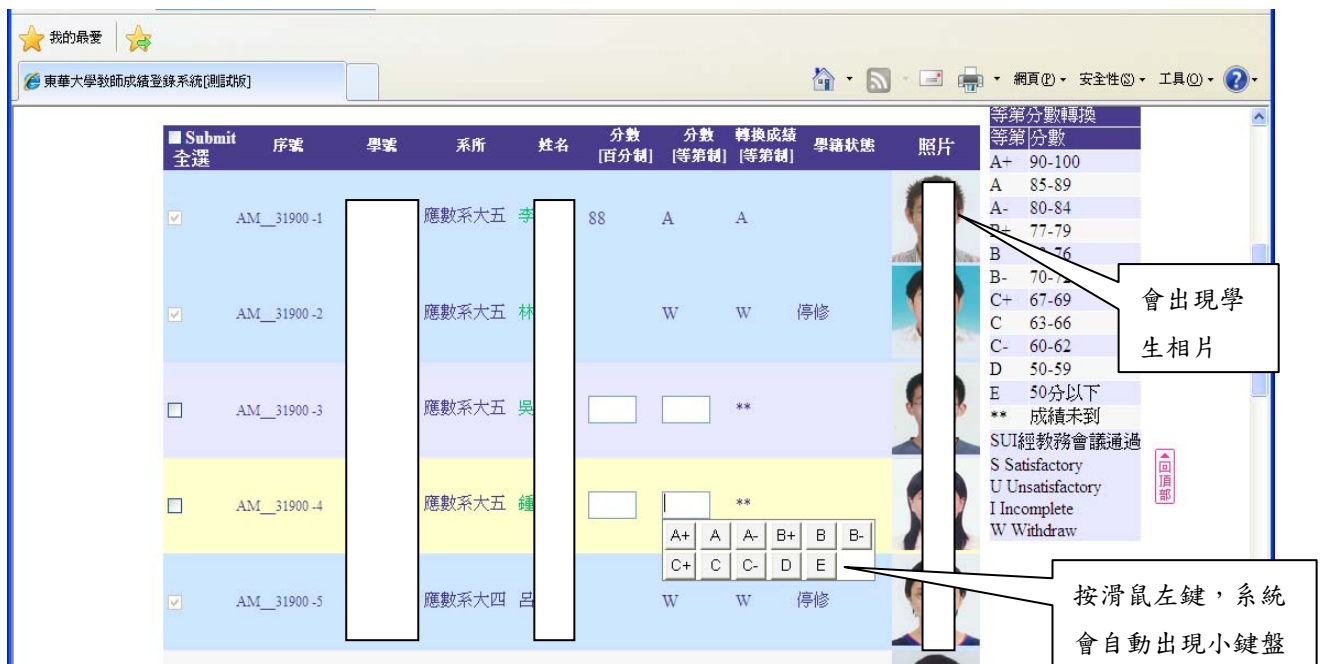 我的最愛
東華大學教師成績登錄系統[測試版]
網頁(P) 安全性(S) 工具(O)
Submit 全選 序號 學號 系所 姓名 分數 [百分制] 分數 [等第制] 轉換成績 [等第制] 學籍狀態 照片
AM__31900 -1 應數系大五 李 88 A A
AM__31900 -2 應數系大五 林 W W 停修
AM__31900 -3 應數系大五 吳 **
AM__31900 -4 應數系大五 鍾 **
A+ A A- B+ B B-
C+ C C- D E
AM__31900 -5 應數系大四 呂 W W 停修
等第分數轉換
等第 分數
A+ 90-100
A 85-89
A- 80-84
B+ 77-79
B
B- 70-72
C+ 67-69
C 63-66
C- 60-62
D 50-59
E 50分以下
** 成績未到
SUI經教務會議通過
S Satisfactory
U Unsatisfactory
I Incomplete
W Withdraw
回頂部
會出現學
生相片
按滑鼠左鍵，系統
會自動出現小鍵盤